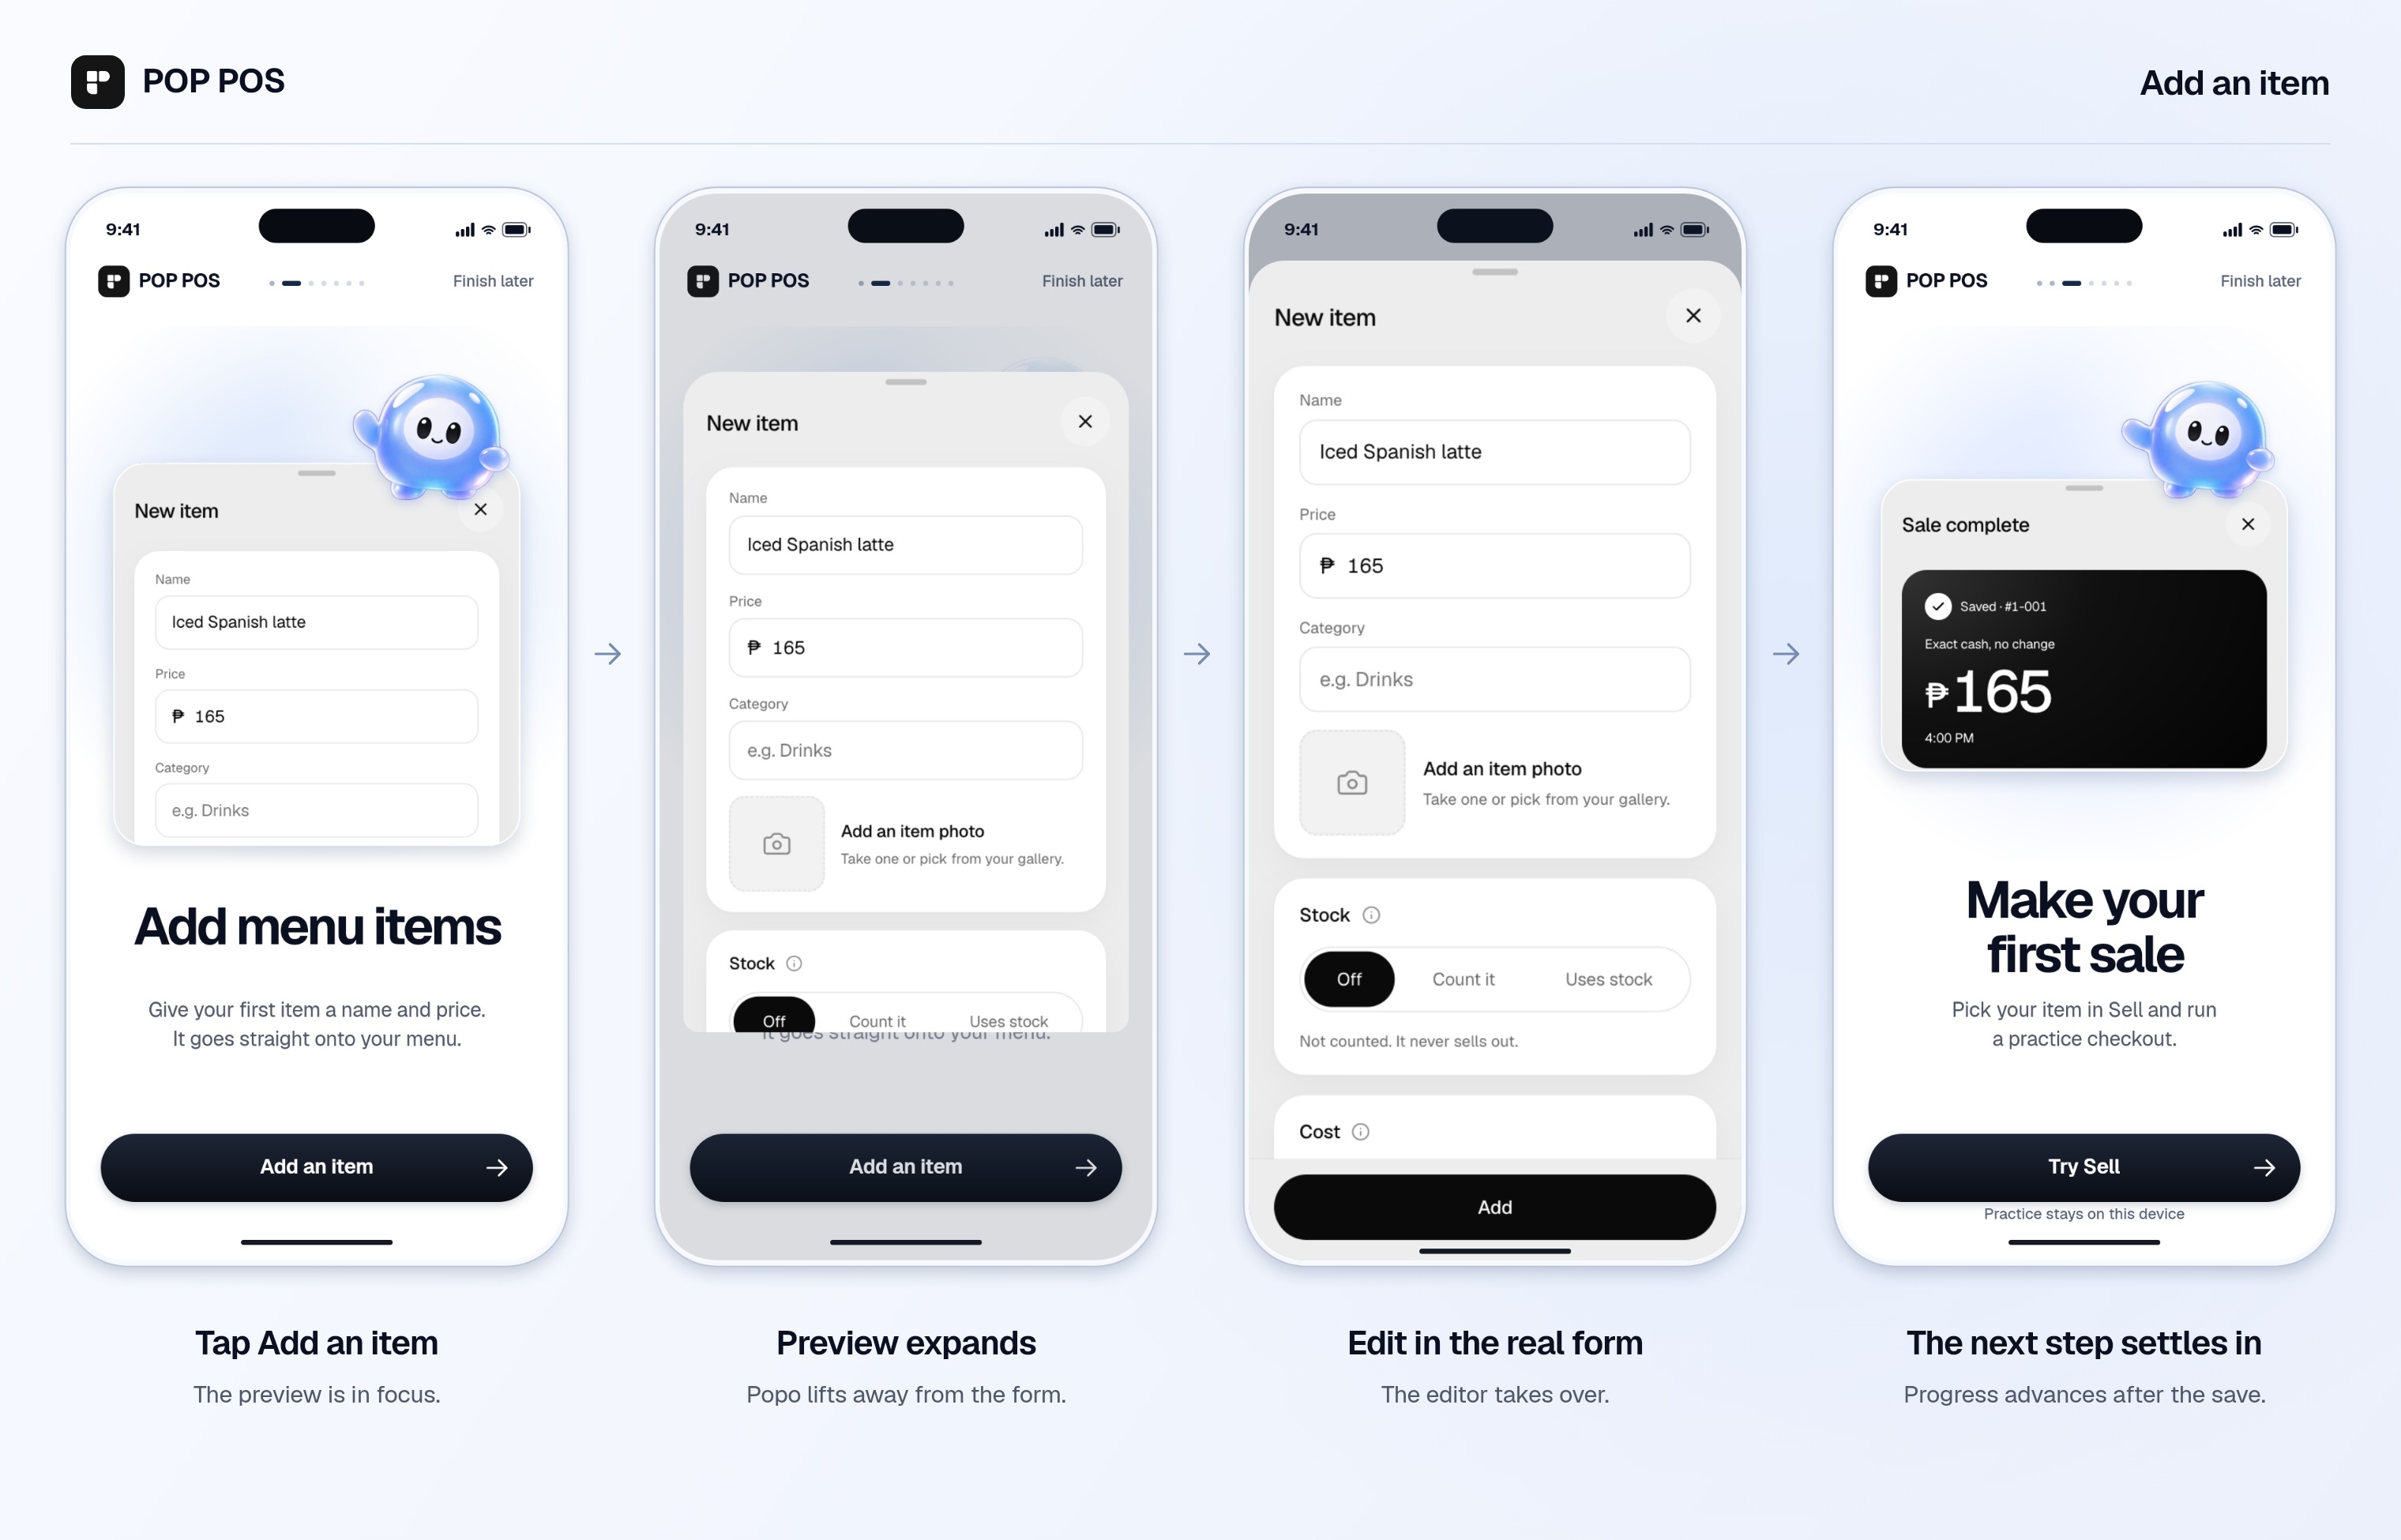 POP POS
Add an item
9:41
POP POS
Finish later
New item
Name
Iced Spanish latte
Price
₱ 165
Category
e.g. Drinks
Add menu items
Give your first item a name and price.
It goes straight onto your menu.
Add an item
Tap Add an item
The preview is in focus.
9:41
POP POS
Finish later
New item
Name
Iced Spanish latte
Price
₱ 165
Category
e.g. Drinks
Add an item photo
Take one or pick from your gallery.
Stock
Off
Count it
Uses stock
It goes straight onto your menu.
Add an item
Preview expands
Popo lifts away from the form.
9:41
New item
Name
Iced Spanish latte
Price
₱ 165
Category
e.g. Drinks
Add an item photo
Take one or pick from your gallery.
Stock
Off
Count it
Uses stock
Not counted. It never sells out.
Cost
Add
Edit in the real form
The editor takes over.
9:41
POP POS
Finish later
Sale complete
Saved · #1-001
Exact cash, no change
₱165
4:00 PM
Make your
first sale
Pick your item in Sell and run
a practice checkout.
Try Sell
Practice stays on this device
The next step settles in
Progress advances after the save.